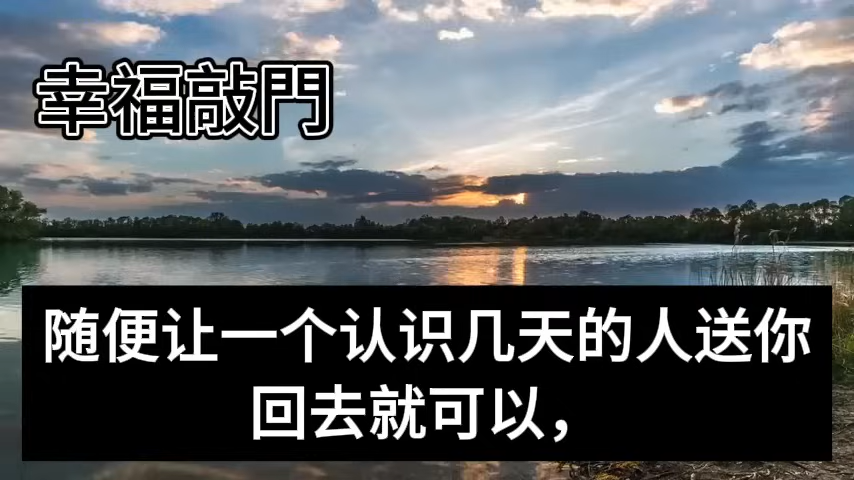 幸福敲門
随便让一个认识几天的人送你
回去就可以，